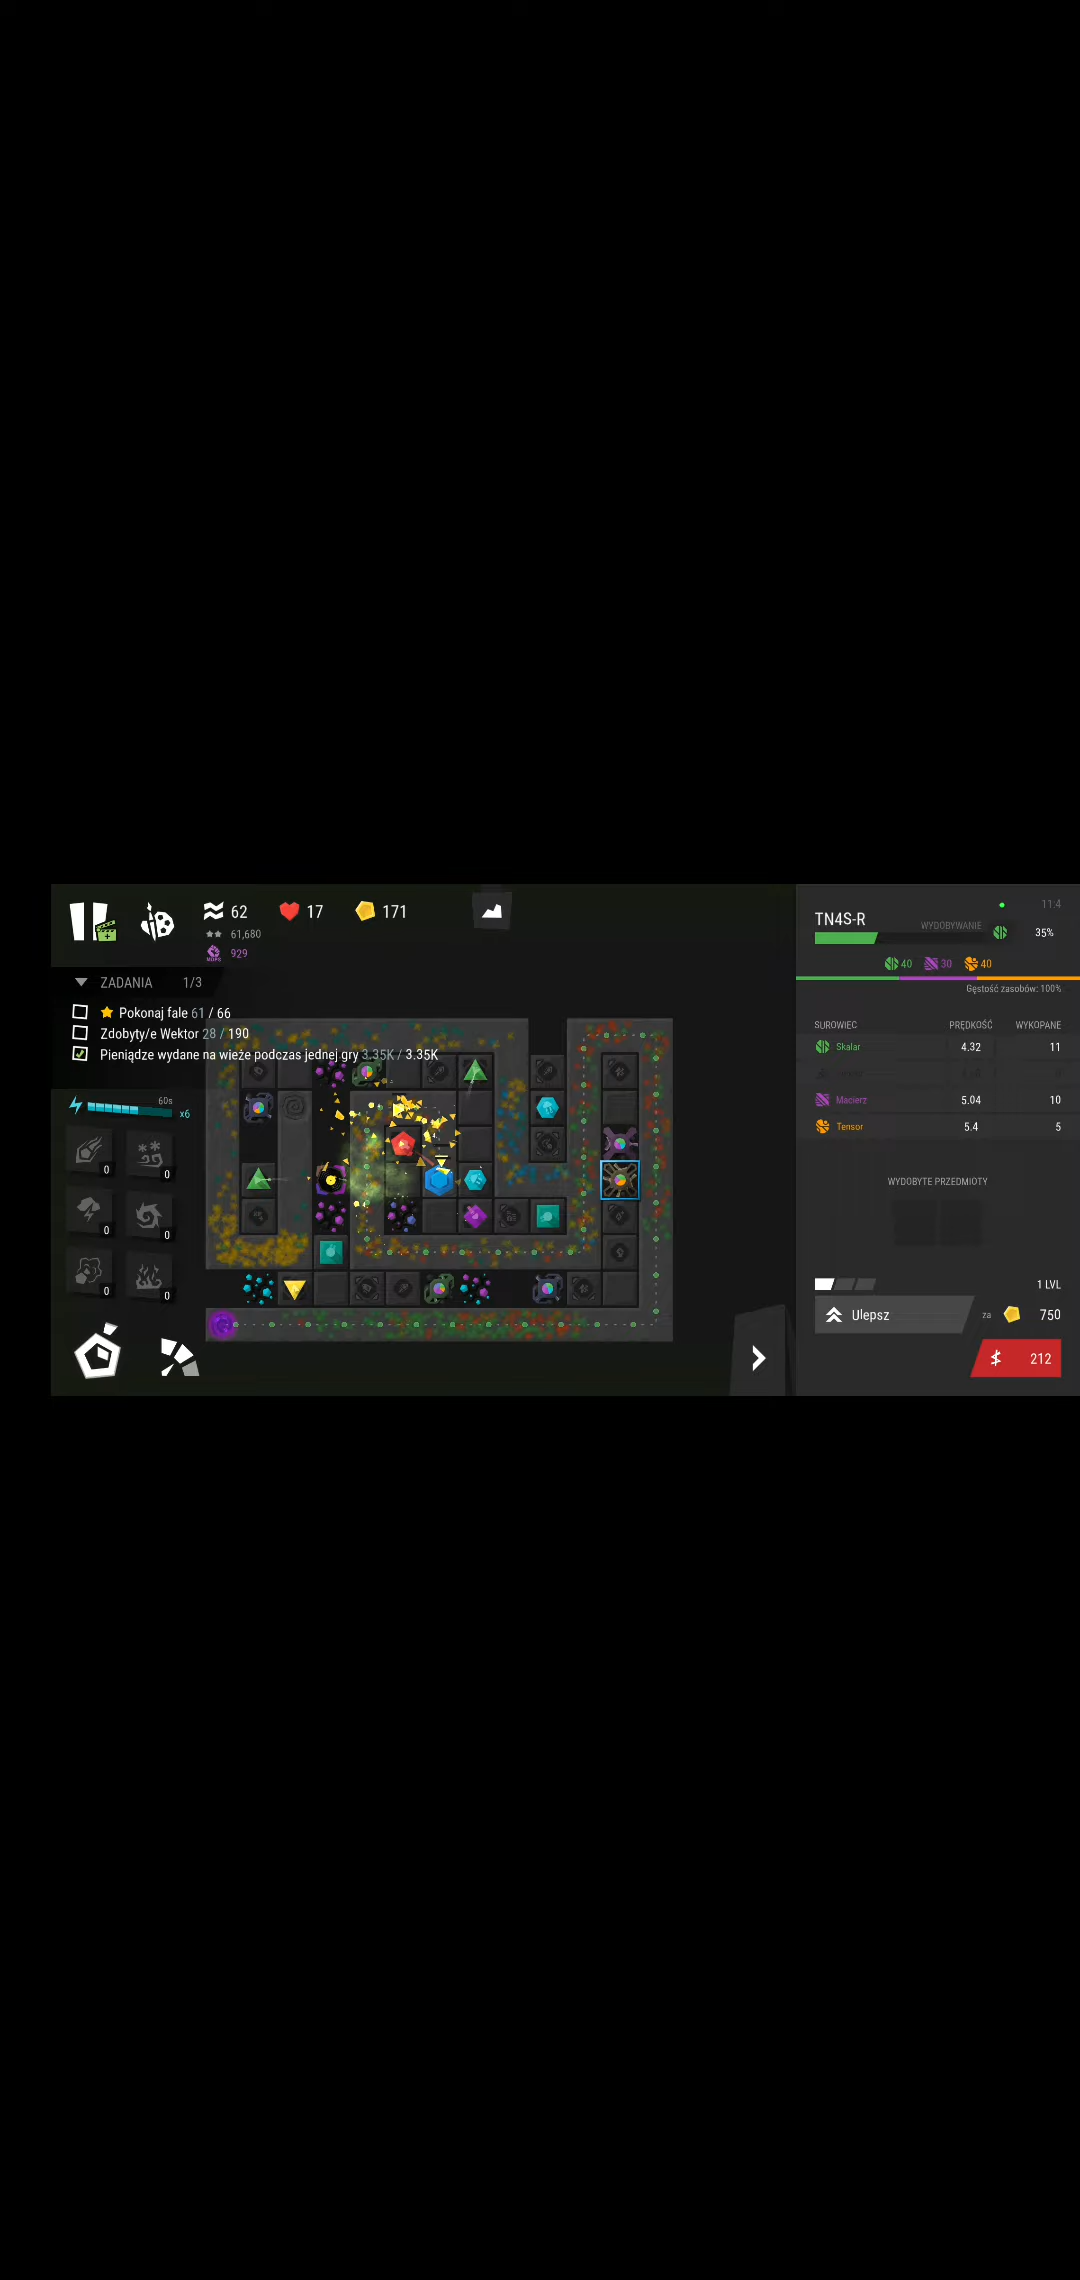 62
17
171
61,680
929
ZADANIA 1/3
Pokonaj fale 61 / 66
Zdobyty/e Wektor 28 / 190
Pieniądze wydane na wieże podczas jednej gry 3.35K / 3.35K
60s
x6
0
0
0
0
0
0
11:4
TN4S-R
WYDOBYWANIE
35%
40 30 40
Gęstość zasobów: 100%
SUROWIEC PRĘDKOŚĆ WYKOPANE
Skalar 4.32 11
Macierz 5.04 10
Tensor 5.4 5
WYDOBYTE PRZEDMIOTY
1 LVL
Ulepsz za 750
212